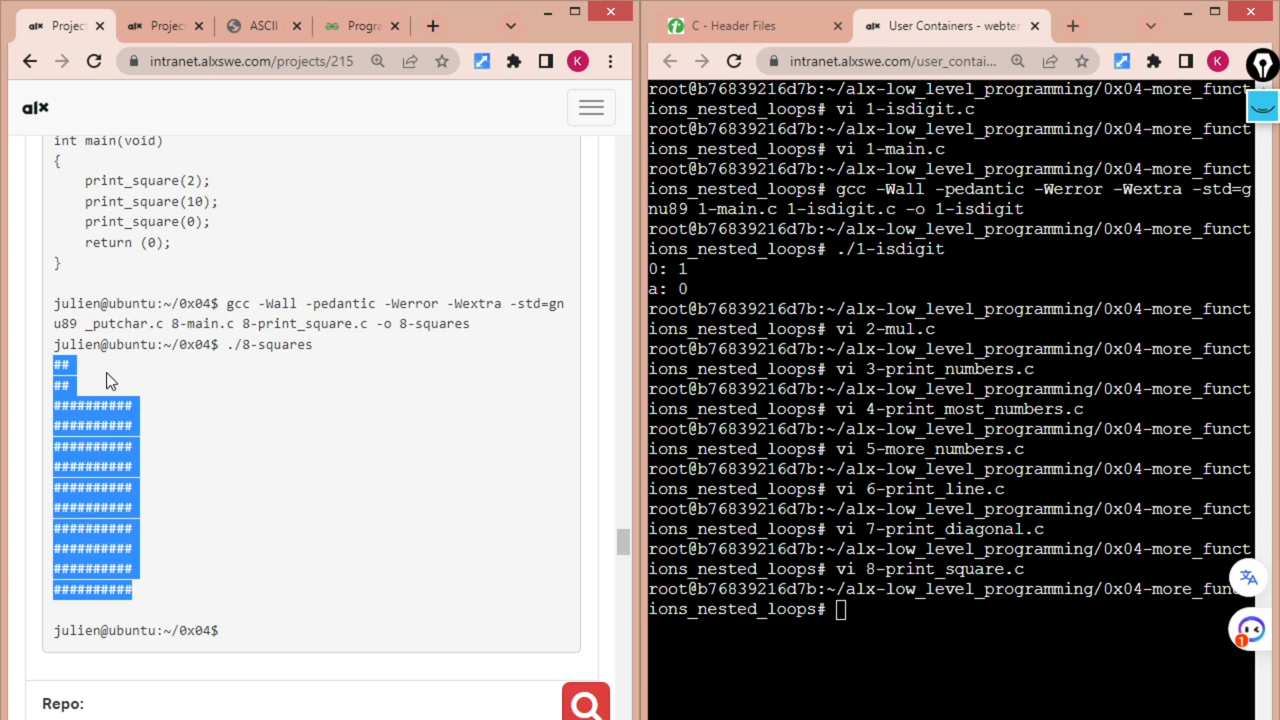 Projec
Projec
ASCII
Progra
intranet.alxswe.com/projects/215
K
alx
int main(void)
{
print_square(2);
print_square(10);
print_square(0);
return (0);
}
julien@ubuntu:~/0x04$ gcc -Wall -pedantic -Werror -Wextra -std=gn
u89 _putchar.c 8-main.c 8-print_square.c -o 8-squares
julien@ubuntu:~/0x04$ ./8-squares
##
##
##########
##########
##########
##########
##########
##########
##########
##########
##########
##########
julien@ubuntu:~/0x04$
Repo:
C - Header Files
alx User Containers - webter
intranet.alxswe.com/user_contai...
K
root@b76839216d7b:~/alx-low_level_programming/0x04-more_funct
ions_nested_loops# vi 1-isdigit.c
root@b76839216d7b:~/alx-low_level_programming/0x04-more_funct
ions_nested_loops# vi 1-main.c
root@b76839216d7b:~/alx-low_level_programming/0x04-more_funct
ions_nested_loops# gcc -Wall -pedantic -Werror -Wextra -std=g
nu89 1-main.c 1-isdigit.c -o 1-isdigit
root@b76839216d7b:~/alx-low_level_programming/0x04-more_funct
ions_nested_loops# ./1-isdigit
0: 1
a: 0
root@b76839216d7b:~/alx-low_level_programming/0x04-more_funct
ions_nested_loops# vi 2-mul.c
root@b76839216d7b:~/alx-low_level_programming/0x04-more_funct
ions_nested_loops# vi 3-print_numbers.c
root@b76839216d7b:~/alx-low_level_programming/0x04-more_funct
ions_nested_loops# vi 4-print_most_numbers.c
root@b76839216d7b:~/alx-low_level_programming/0x04-more_funct
ions_nested_loops# vi 5-more_numbers.c
root@b76839216d7b:~/alx-low_level_programming/0x04-more_funct
ions_nested_loops# vi 6-print_line.c
root@b76839216d7b:~/alx-low_level_programming/0x04-more_funct
ions_nested_loops# vi 7-print_diagonal.c
root@b76839216d7b:~/alx-low_level_programming/0x04-more_funct
ions_nested_loops# vi 8-print_square.c
root@b76839216d7b:~/alx-low_level_programming/0x04-more_funct
ions_nested_loops#
1